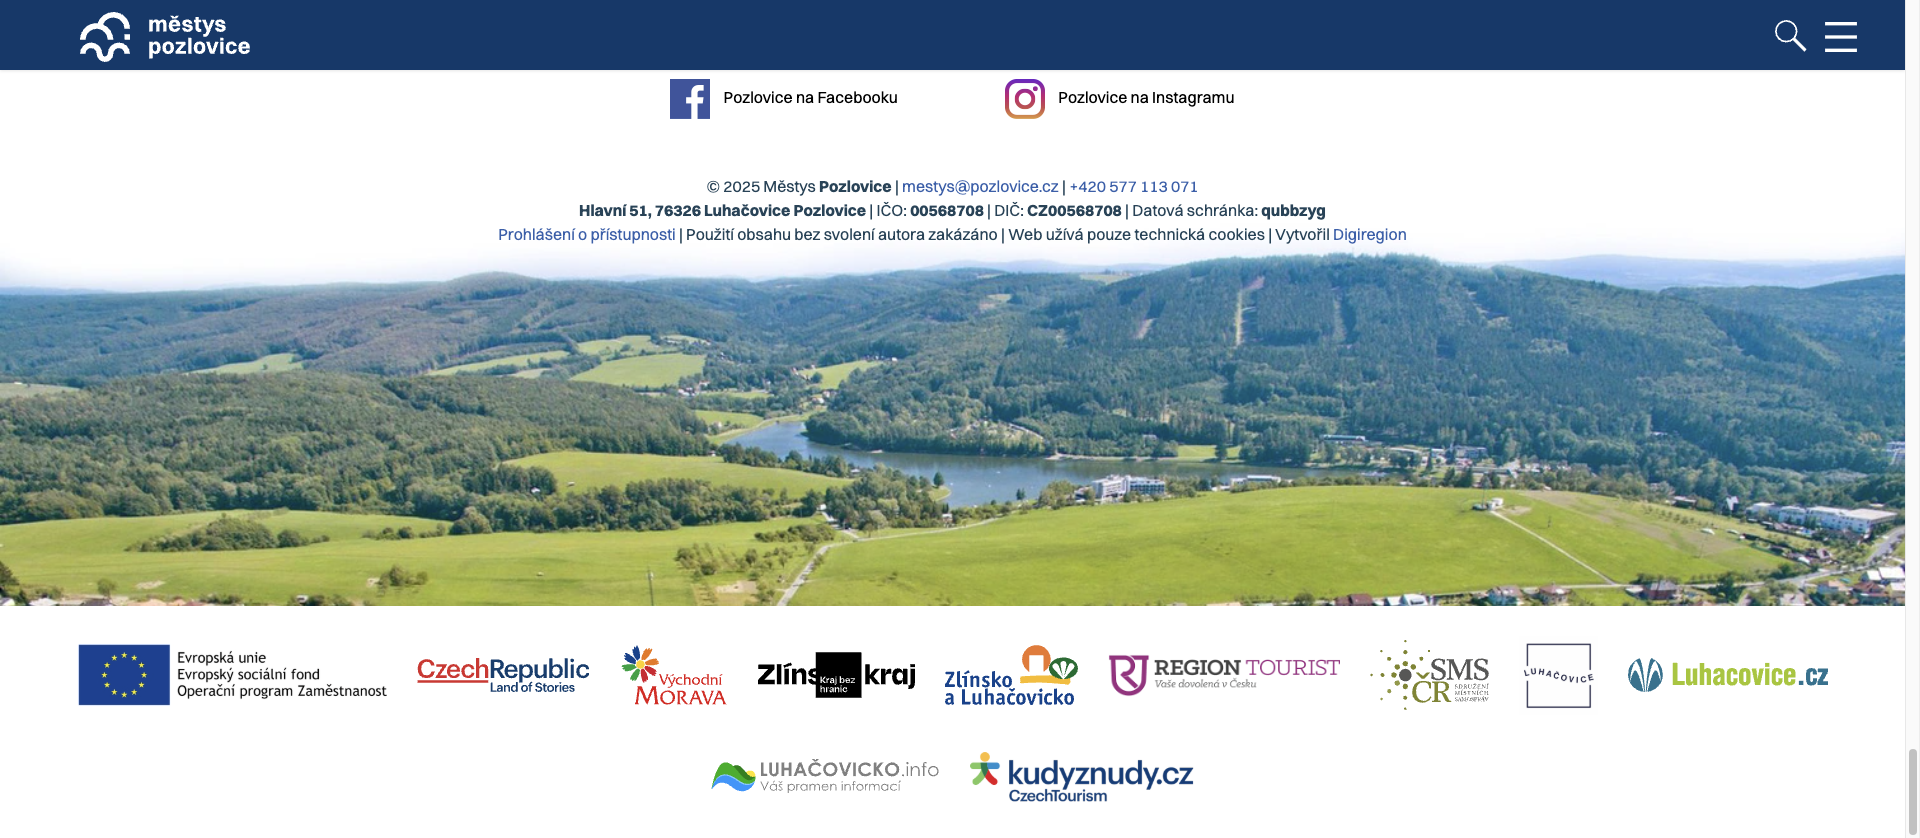 městys
pozlovice
Pozlovice na Facebooku
Pozlovice na Instagramu
© 2025 Městys Pozlovice | mestys@pozlovice.cz | +420 577 113 071
Hlavní 51, 76326 Luhačovice Pozlovice | IČO: 00568708 | DIČ: CZ00568708 | Datová schránka: qubbzyg
Prohlášení o přístupnosti | Použití obsahu bez svolení autora zakázáno | Web užívá pouze technická cookies | Vytvořil Digiregion
Evropská unie
Evropský sociální fond
Operační program Zaměstnanost
CzechRepublic
Land of Stories
Východní
MORAVA
Zlínský kraj
Kraj bez
hranic
Zlínsko
a Luhačovicko
REGION TOURIST
Vaše dovolená v Česku
SMS
ČR
SDRUŽENÍ
MÍSTNÍCH
SAMOSPRÁV
LUHAČOVICE
Luhacovice.cz
LUHAČOVICKO.info
Váš pramen informací
kudyznudy.cz
CzechTourism